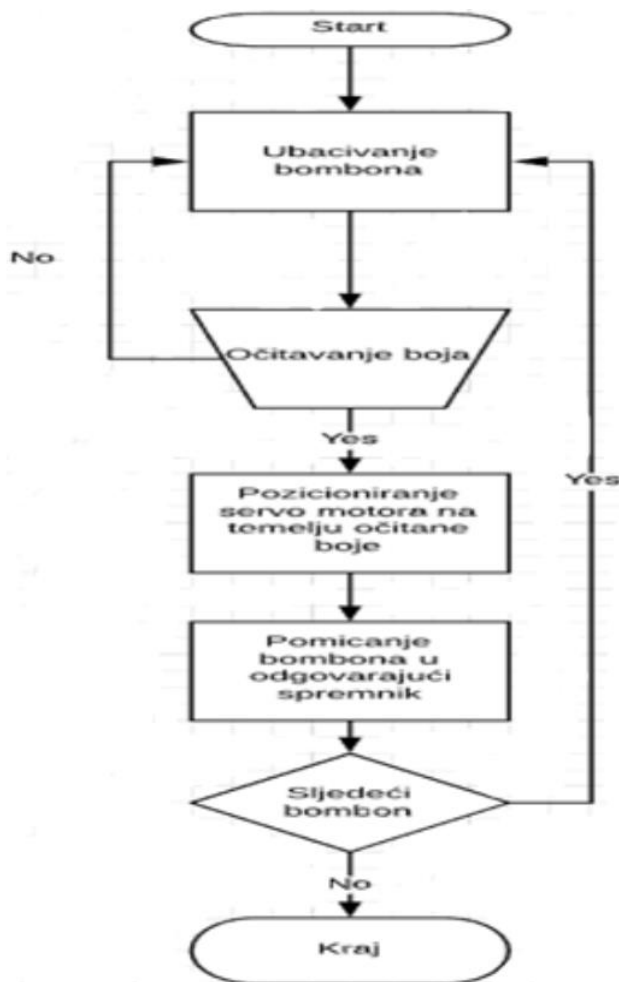 Start
Ubacivanje
bombona
No
Očitavanje boja
Yes
Pozicioniranje
servo motora na
temelju očitane
boje
Yes
Pomicanje
bombona u
odgovarajući
spremnik
Sljedeći
bombon
No
Kraj